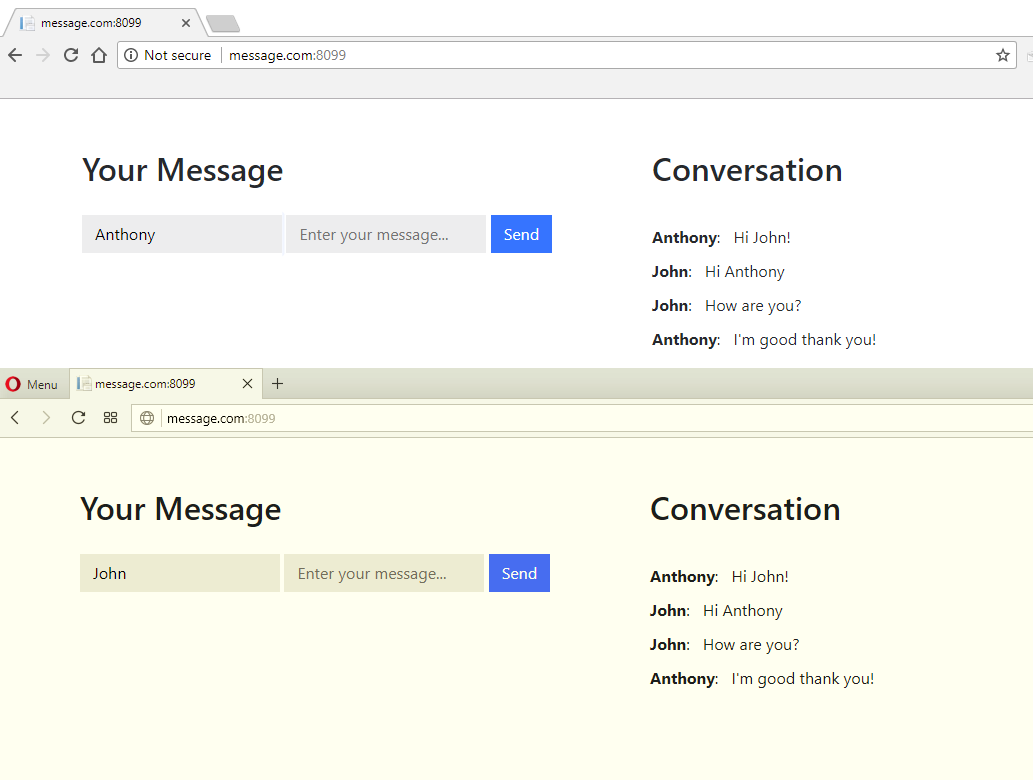 message.com:8099
Not secure message.com:8099
Your Message
Conversation
Anthony Enter your message... Send
Anthony: Hi John!
John: Hi Anthony
John: How are you?
Anthony: I'm good thank you!
Menu message.com:8099
message.com:8099
Your Message
Conversation
John Enter your message... Send
Anthony: Hi John!
John: Hi Anthony
John: How are you?
Anthony: I'm good thank you!